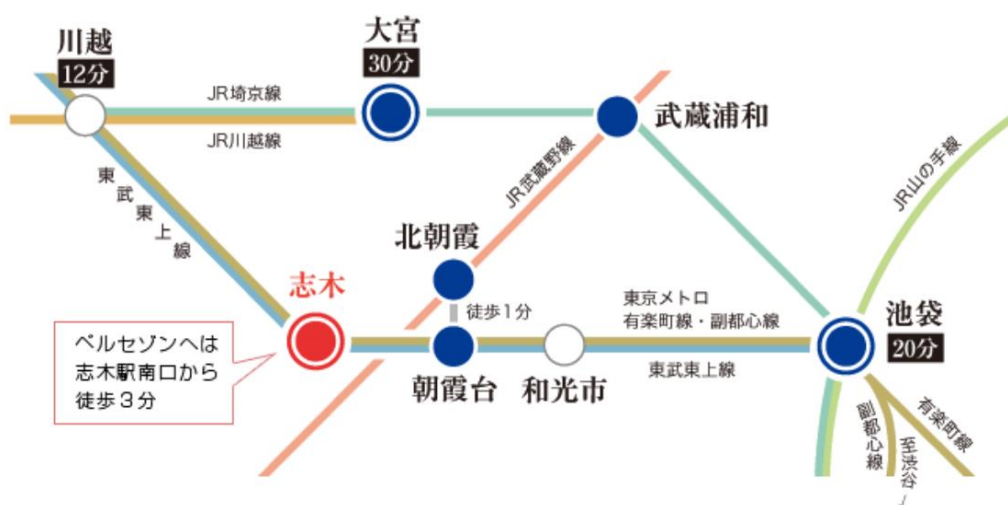 川越
12分
大宮
30分
JR埼京線
JR川越線
武蔵浦和
JR武蔵野線
JR山の手線
東武東上線
北朝霞
志木
徒歩1分
東京メトロ
有楽町線・副都心線
池袋
20分
ベルセゾンへは
志木駅南口から
徒歩3分
朝霞台
和光市
東武東上線
副都心線
至渋谷
有楽町線